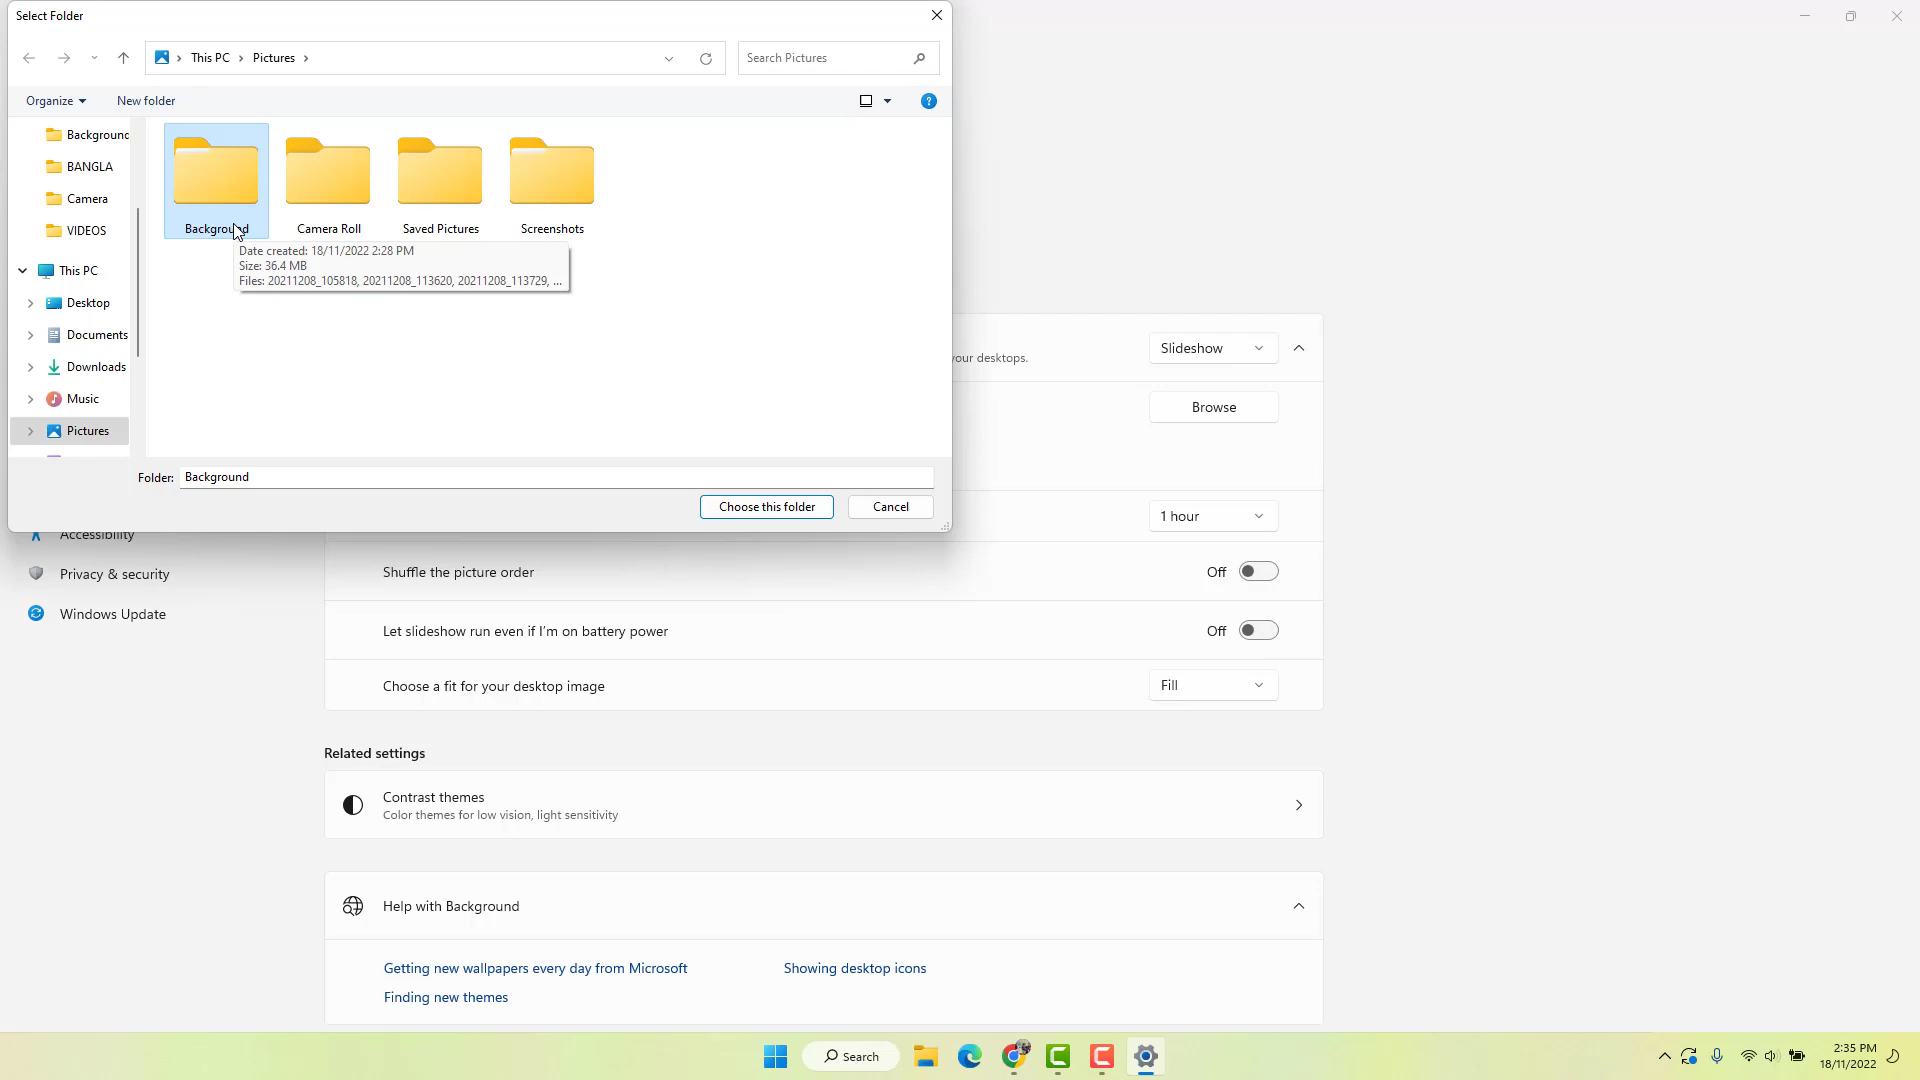 Select Folder
This PC
Pictures
Search Pictures
Organize
New folder
Background
BANGLA
Camera
VIDEOS
This PC
Desktop
Documents
Downloads
Music
Pictures
Background
Camera Roll
Saved Pictures
Screenshots
Date created: 18/11/2022 2:28 PM
Size: 36.4 MB
Files: 20211208_105818, 20211208_113620, 20211208_113729, ...
Folder: Background
Choose this folder
Cancel
your desktops.
Slideshow
Browse
1 hour
Accessibility
Privacy & security
Windows Update
Shuffle the picture order
Off
Let slideshow run even if I'm on battery power
Off
Choose a fit for your desktop image
Fill
Related settings
Contrast themes
Color themes for low vision, light sensitivity
Help with Background
Getting new wallpapers every day from Microsoft
Showing desktop icons
Finding new themes
Search
2:35 PM
18/11/2022